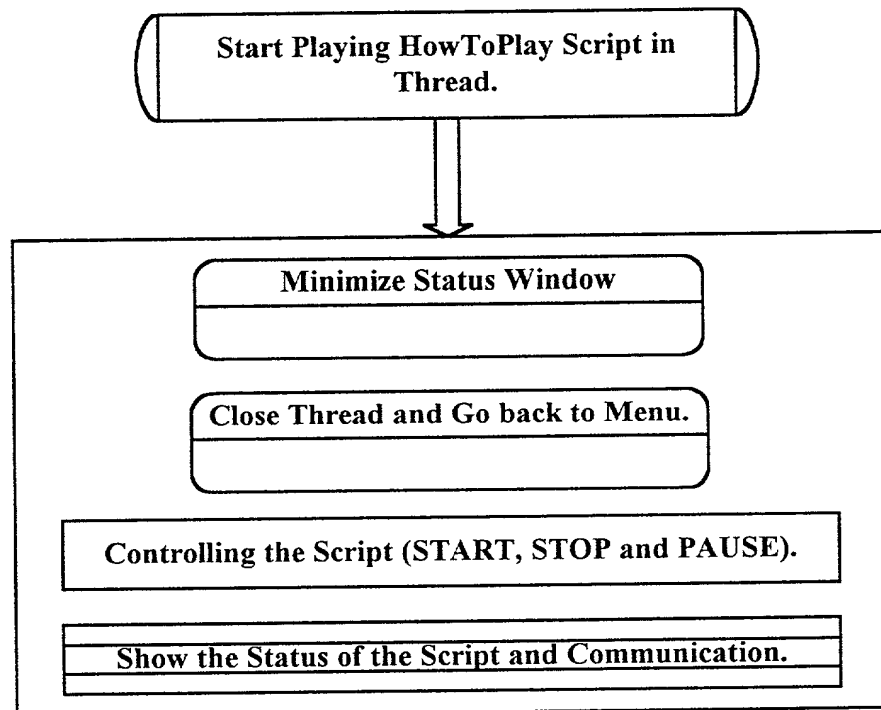 Start Playing HowToPlay Script in
Thread.
Minimize Status Window
Close Thread and Go back to Menu.
Controlling the Script (START, STOP and PAUSE).
Show the Status of the Script and Communication.